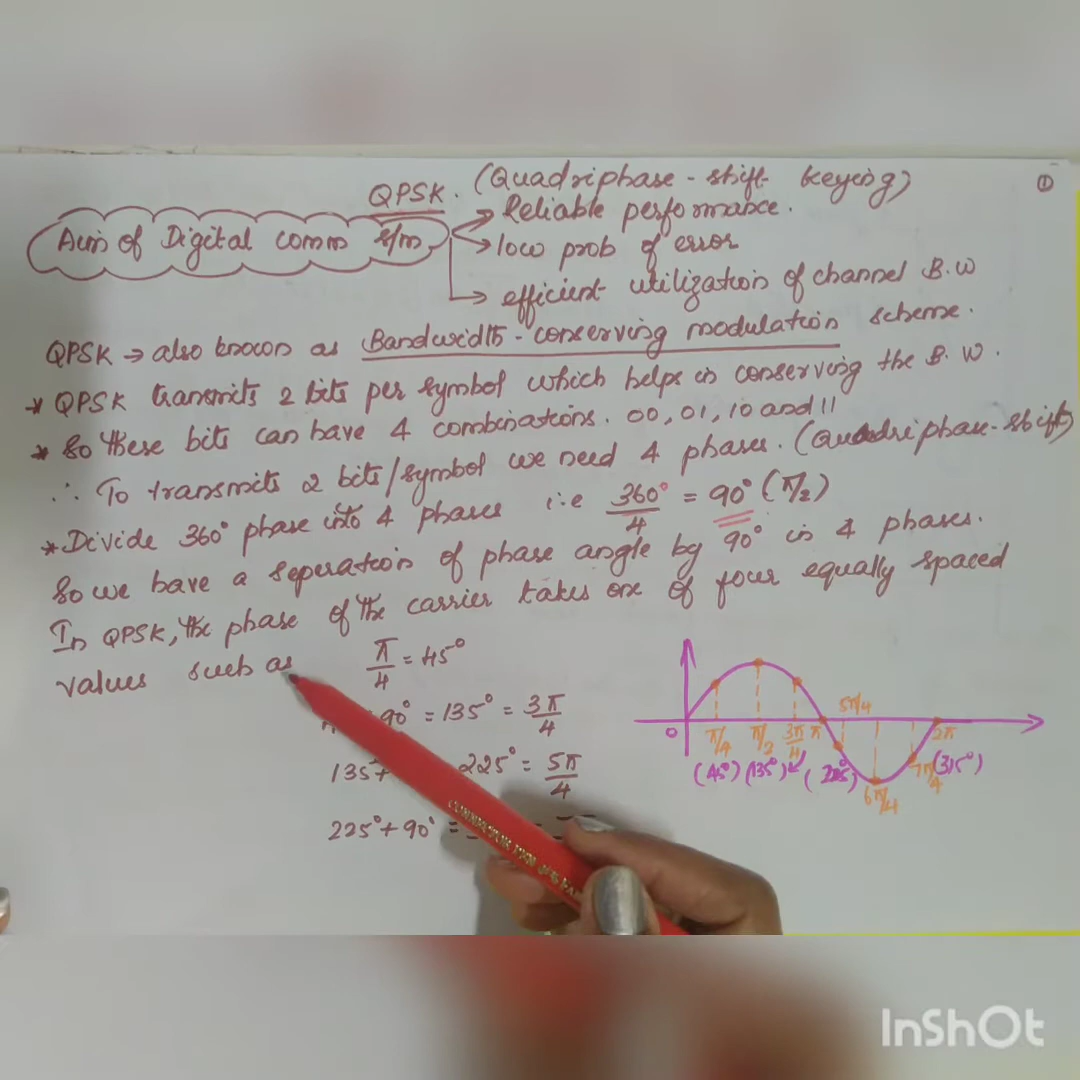 QPSK. (Quadriphase - shift keying) ①
Aim of Digital comm s/m → Reliable performance.
→ low prob of error
→ efficient utilization of channel B.W
QPSK → also known as Bandwidth - conserving modulation scheme.
* QPSK transmits 2 bits per symbol which helps in conserving the B.W.
* So these bits can have 4 combinations. 00, 01, 10 and 11
∴ To transmits 2 bits/symbol we need 4 phases. (Quadriphase-shift)
* Divide 360° phase into 4 phases i.e 360°/4 = 90° (π/2)
So we have a seperation of phase angle by 90° in 4 phases.
In QPSK, the phase of the carrier takes one of four equally spaced
values such as π/4 = 45°
90° = 135° = 3π/4
135°+ 225° = 5π/4
225°+90° =
0 π/4 π/2 3π/4 π 5π/4 6π/4 7π/4 2π
(45°) (135°) (225°) (315°)
CONNECTOR PEN
InShOt